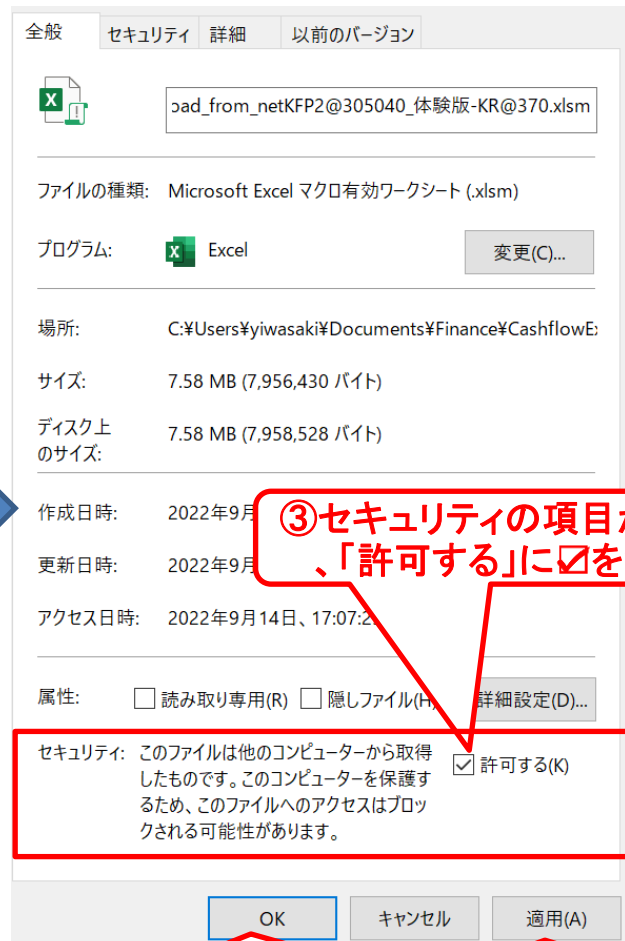 全般 セキュリティ 詳細 以前のバージョン
oad_from_netKFP2@305040_体験版-KR@370.xlsm
ファイルの種類: Microsoft Excel マクロ有効ワークシート (.xlsm)
プログラム: Excel 変更(C)...
場所: C:¥Users¥yiwasaki¥Documents¥Finance¥CashflowE
サイズ: 7.58 MB (7,956,430 バイト)
ディスク上
のサイズ: 7.58 MB (7,958,528 バイト)
作成日時: 2022年9月
③セキュリティの項目が
、「許可する」に☑を
更新日時: 2022年9月
アクセス日時: 2022年9月14日、17:07:2
属性: 読み取り専用(R) 隠しファイル(H) 詳細設定(D)...
セキュリティ: このファイルは他のコンピューターから取得
したものです。このコンピューターを保護す
るため、このファイルへのアクセスはブロッ
クされる可能性があります。
許可する(K)
OK キャンセル 適用(A)